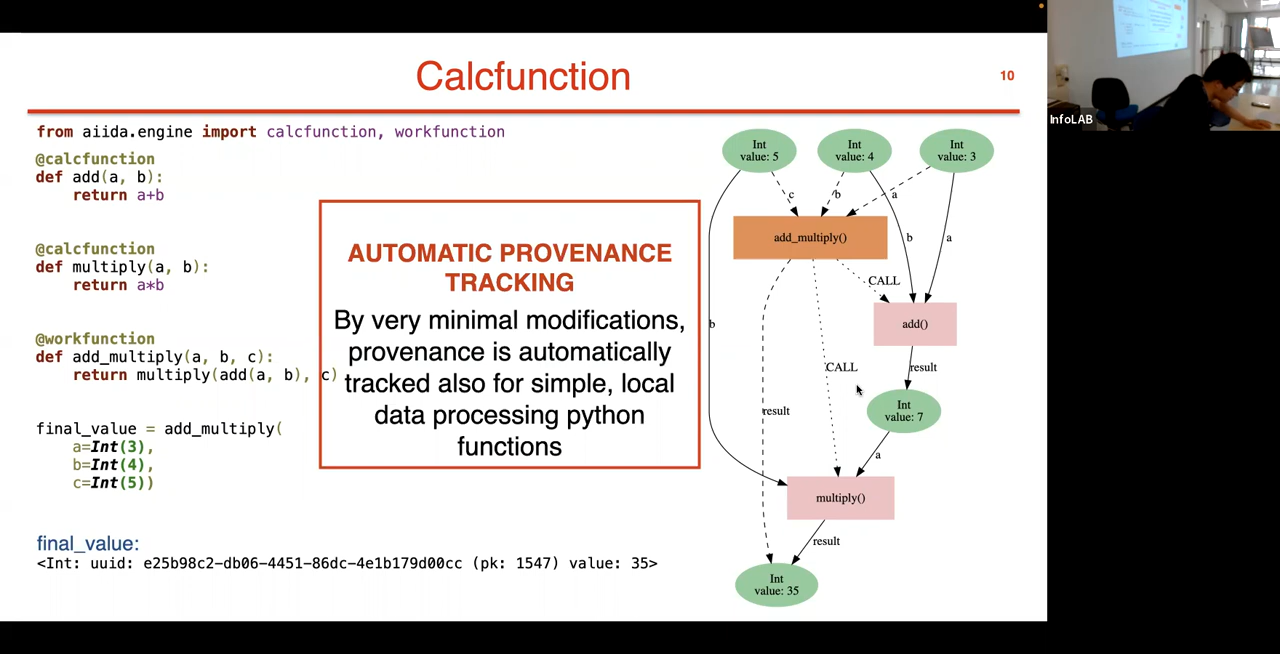 Calcfunction
10
InfoLAB
from aiida.engine import calcfunction, workfunction
@calcfunction
def add(a, b):
    return a+b
@calcfunction
def multiply(a, b):
    return a*b
@workfunction
def add_multiply(a, b, c):
    return multiply(add(a, b), c)
final_value = add_multiply(
    a=Int(3),
    b=Int(4),
    c=Int(5))
final_value:
<Int: uuid: e25b98c2-db06-4451-86dc-4e1b179d00cc (pk: 1547) value: 35>
AUTOMATIC PROVENANCE
TRACKING
By very minimal modifications,
provenance is automatically
tracked also for simple, local
data processing python
functions
Int
value: 5
Int
value: 4
Int
value: 3
c
b
a
add_multiply()
b
a
CALL
b
add()
CALL
result
result
Int
value: 7
a
multiply()
result
Int
value: 35